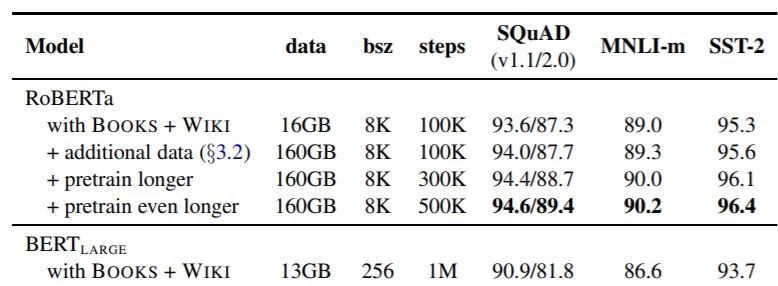 Model data bsz steps SQuAD (v1.1/2.0) MNLI-m SST-2
RoBERTa
with BOOKS + WIKI 16GB 8K 100K 93.6/87.3 89.0 95.3
+ additional data (§3.2) 160GB 8K 100K 94.0/87.7 89.3 95.6
+ pretrain longer 160GB 8K 300K 94.4/88.7 90.0 96.1
+ pretrain even longer 160GB 8K 500K 94.6/89.4 90.2 96.4
BERTLARGE
with BOOKS + WIKI 13GB 256 1M 90.9/81.8 86.6 93.7